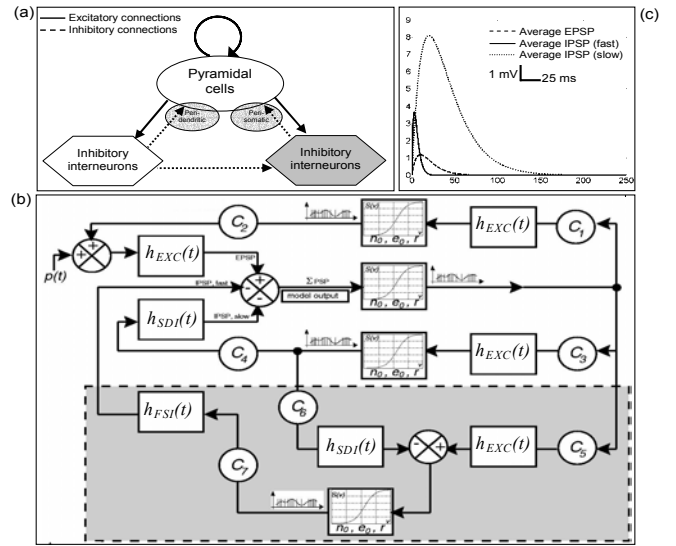 (a)
Excitatory connections
Inhibitory connections
Pyramidal
cells
Peri-
dendritic
Peri-
somatic
Inhibitory
interneurons
Inhibitory
interneurons
(c)
9
8
7
6
5
4
3
2
1
0
0 50 100 150 200 250
Average EPSP
Average IPSP (fast)
Average IPSP (slow)
1 mV
25 ms
(b)
C2
S(v)
n0, e0, r
v
hEXC(t)
C1
p(t)
+
+
hEXC(t)
EPSP
IPSP, fast
+
-
-
Σ PSP
model output
n0, e0, r
hSDI(t)
IPSP, slow
C4
S(v)
n0, e0, r
hEXC(t)
C3
C6
hFSI(t)
hSDI(t)
-
+
hEXC(t)
C5
C7
S(v)
n0, e0, r